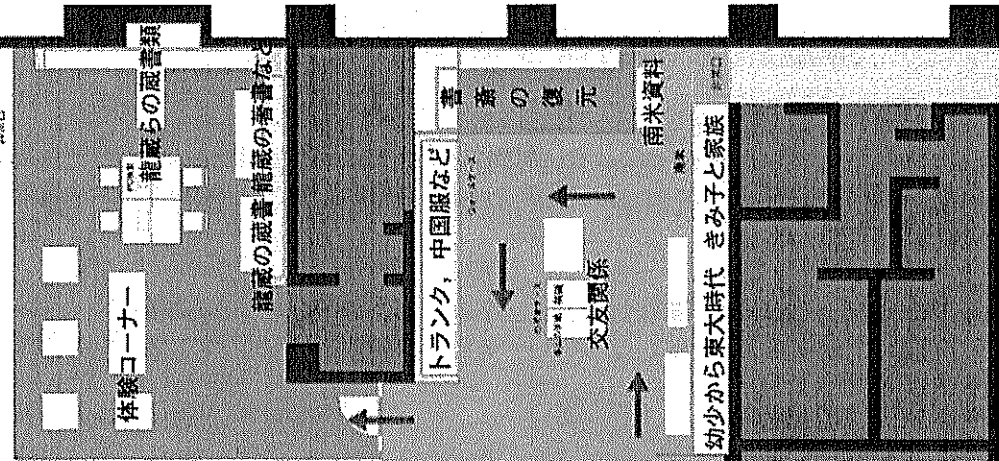 龍蔵らの蔵書類
龍蔵の蔵書 龍蔵の著書など
体験コーナー
書斎の復元
トランク，中国服など
南米資料
交友関係
幼少から東大時代 きみ子と家族